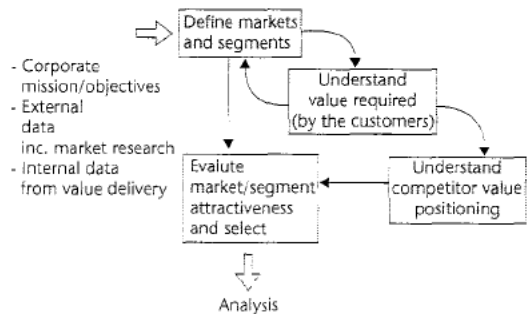 Define markets
and segments
- Corporate
mission/objectives
- External
data
inc. market research
- Internal data
from value delivery
Understand
value required
(by the customers)
Understand
competitor value
positioning
Evalute
market/segment
attractiveness
and select
Analysis